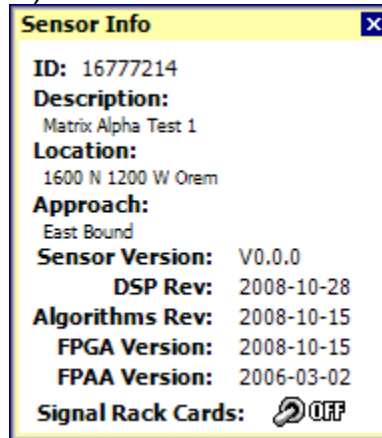 Sensor Info
ID: 16777214
Description:
Matrix Alpha Test 1
Location:
1600 N 1200 W Orem
Approach:
East Bound
Sensor Version: V0.0.0
DSP Rev: 2008-10-28
Algorithms Rev: 2008-10-15
FPGA Version: 2008-10-15
FPAA Version: 2006-03-02
Signal Rack Cards: OFF